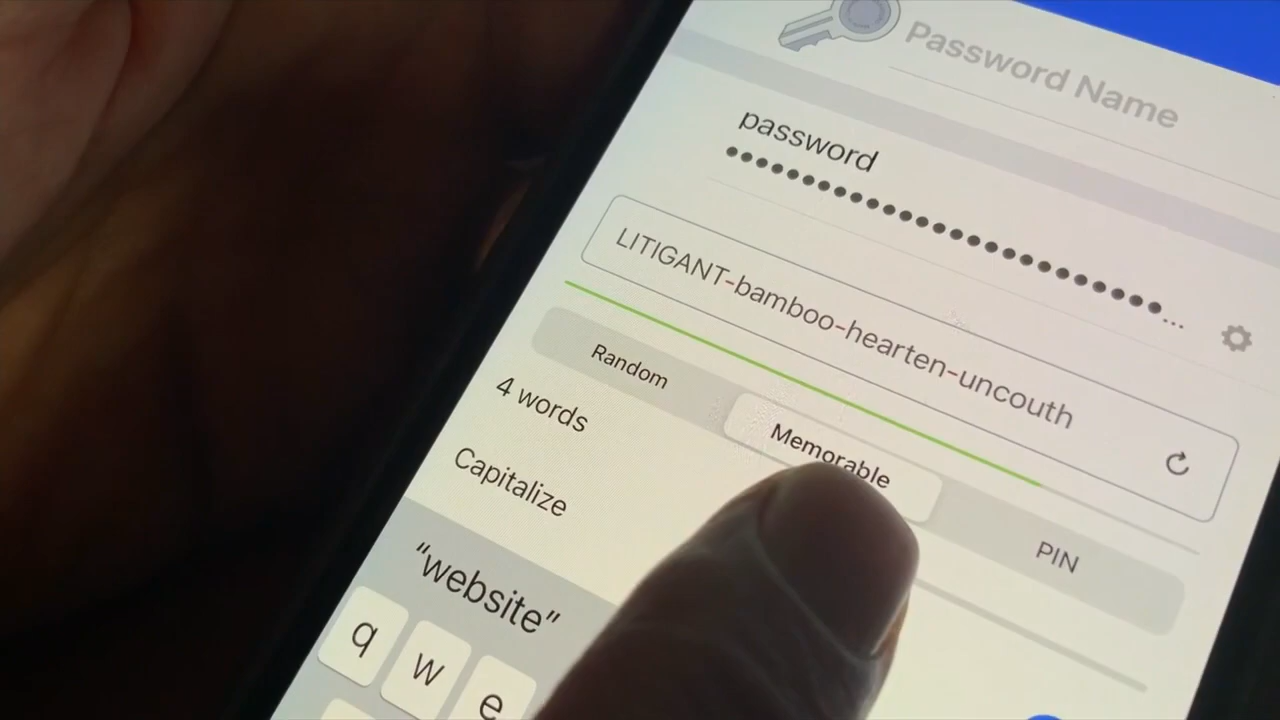 Password Name
password
••••••••••••••••••••••••••…
LITIGANT-bamboo-hearten-uncouth
Random
Memorable
PIN
4 words
Capitalize
“website”
q w e